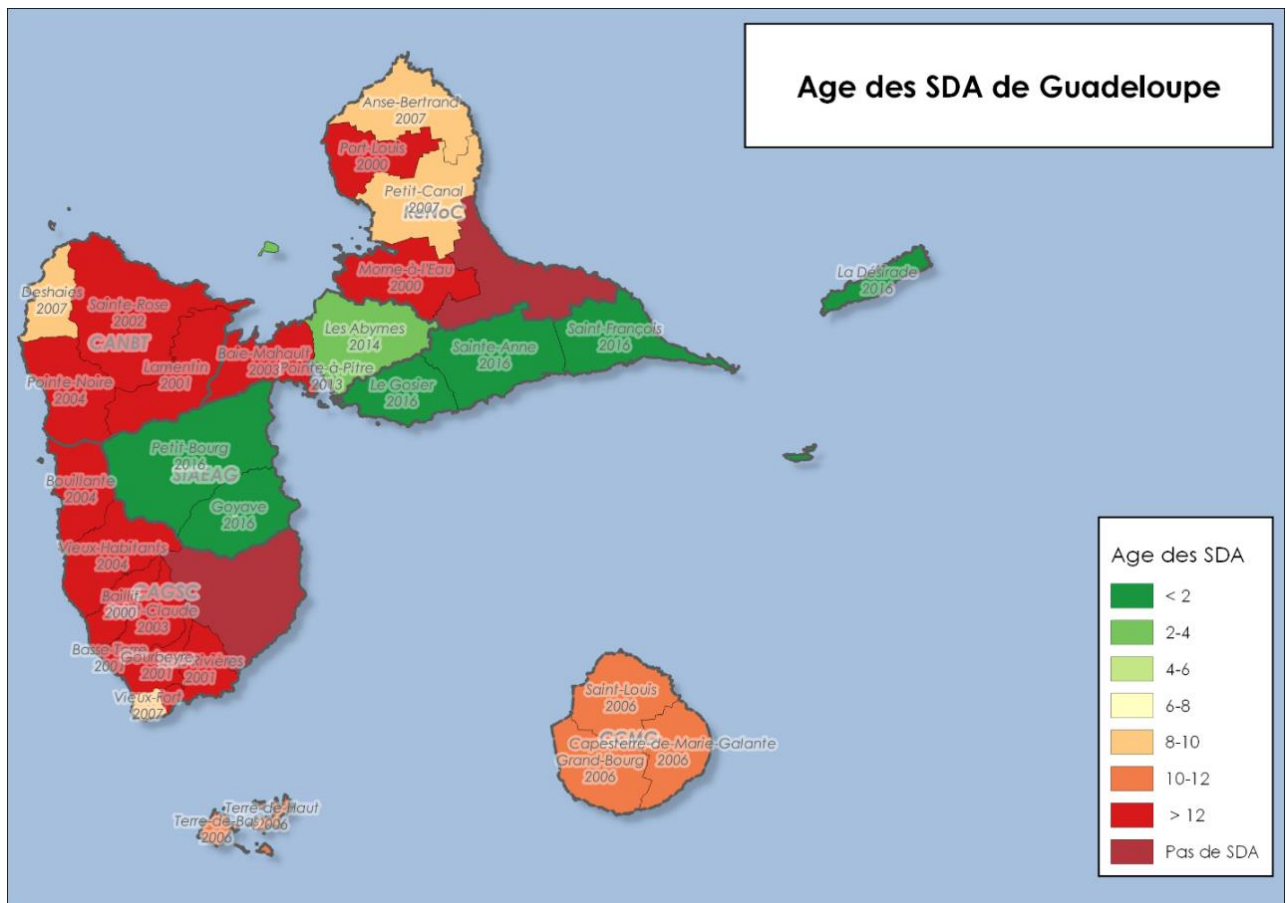 Age des SDA de Guadeloupe
Anse-Bertrand
2007
Port-Louis
2000
Petit-Canal
2007
Morne-à-l'Eau
2000
La Désirade
2016
Deshaies
2007
Sainte-Rose
2002
CANBT
Les Abymes
2014
Saint-François
2016
Sainte-Anne
2016
Baie-Mahault
2003
Lamentin
2001
Pointe-à-Pitre
2013
Pointe-Noire
2004
Le Gosier
2016
Petit-Bourg
2016
SIAEAG
Bouillante
2004
Goyave
2016
Vieux-Habitants
2004
CAGSC
Baillif
2000
-Claude
2003
Basse-Terre
2001
Gourbeyre
2001
Rivières
2001
Vieux-Fort
2007
Saint-Louis
2006
CCMG
Capesterre-de-Marie-Galante
2006
Grand-Bourg
2006
Terre-de-Haut
2006
Terre-de-Bas
2006
Age des SDA
< 2
2-4
4-6
6-8
8-10
10-12
> 12
Pas de SDA